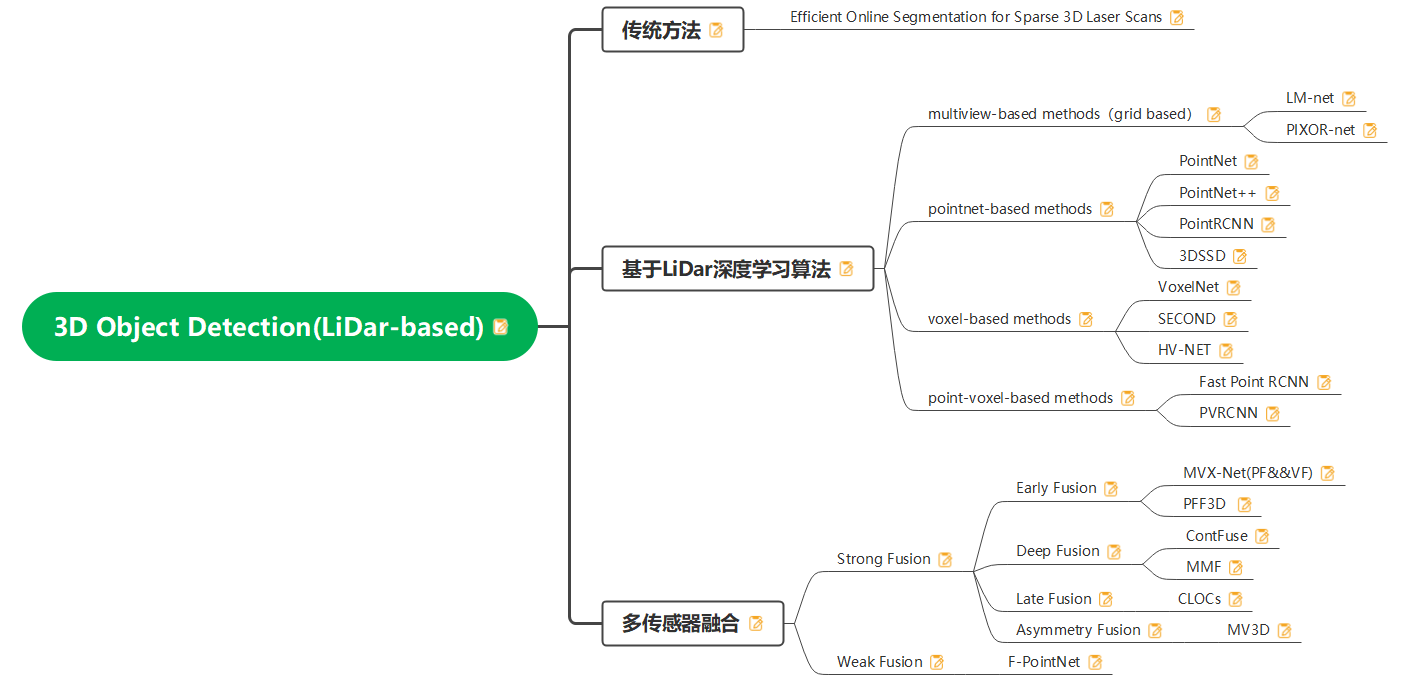 3D Object Detection(LiDar-based)
传统方法
Efficient Online Segmentation for Sparse 3D Laser Scans
基于LiDar深度学习算法
multiview-based methods（grid based）
LM-net
PIXOR-net
pointnet-based methods
PointNet
PointNet++
PointRCNN
3DSSD
voxel-based methods
VoxelNet
SECOND
HV-NET
point-voxel-based methods
Fast Point RCNN
PVRCNN
多传感器融合
Strong Fusion
Early Fusion
MVX-Net(PF&&VF)
PFF3D
Deep Fusion
ContFuse
MMF
Late Fusion
CLOCs
Asymmetry Fusion
MV3D
Weak Fusion
F-PointNet